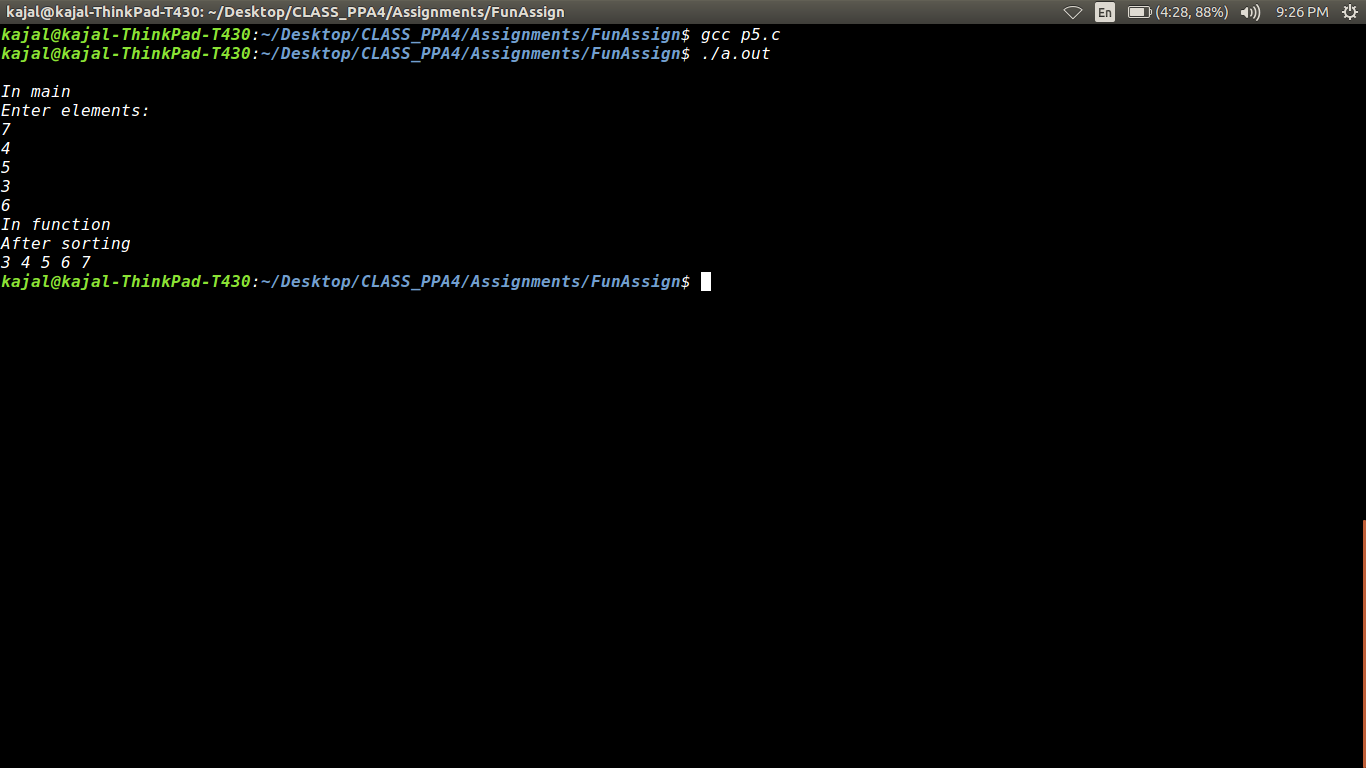 kajal@kajal-ThinkPad-T430: ~/Desktop/CLASS_PPA4/Assignments/FunAssign En (4:28, 88%) 9:26 PM
kajal@kajal-ThinkPad-T430:~/Desktop/CLASS_PPA4/Assignments/FunAssign$ gcc p5.c
kajal@kajal-ThinkPad-T430:~/Desktop/CLASS_PPA4/Assignments/FunAssign$ ./a.out
In main
Enter elements:
7
4
5
3
6
In function
After sorting
3 4 5 6 7
kajal@kajal-ThinkPad-T430:~/Desktop/CLASS_PPA4/Assignments/FunAssign$